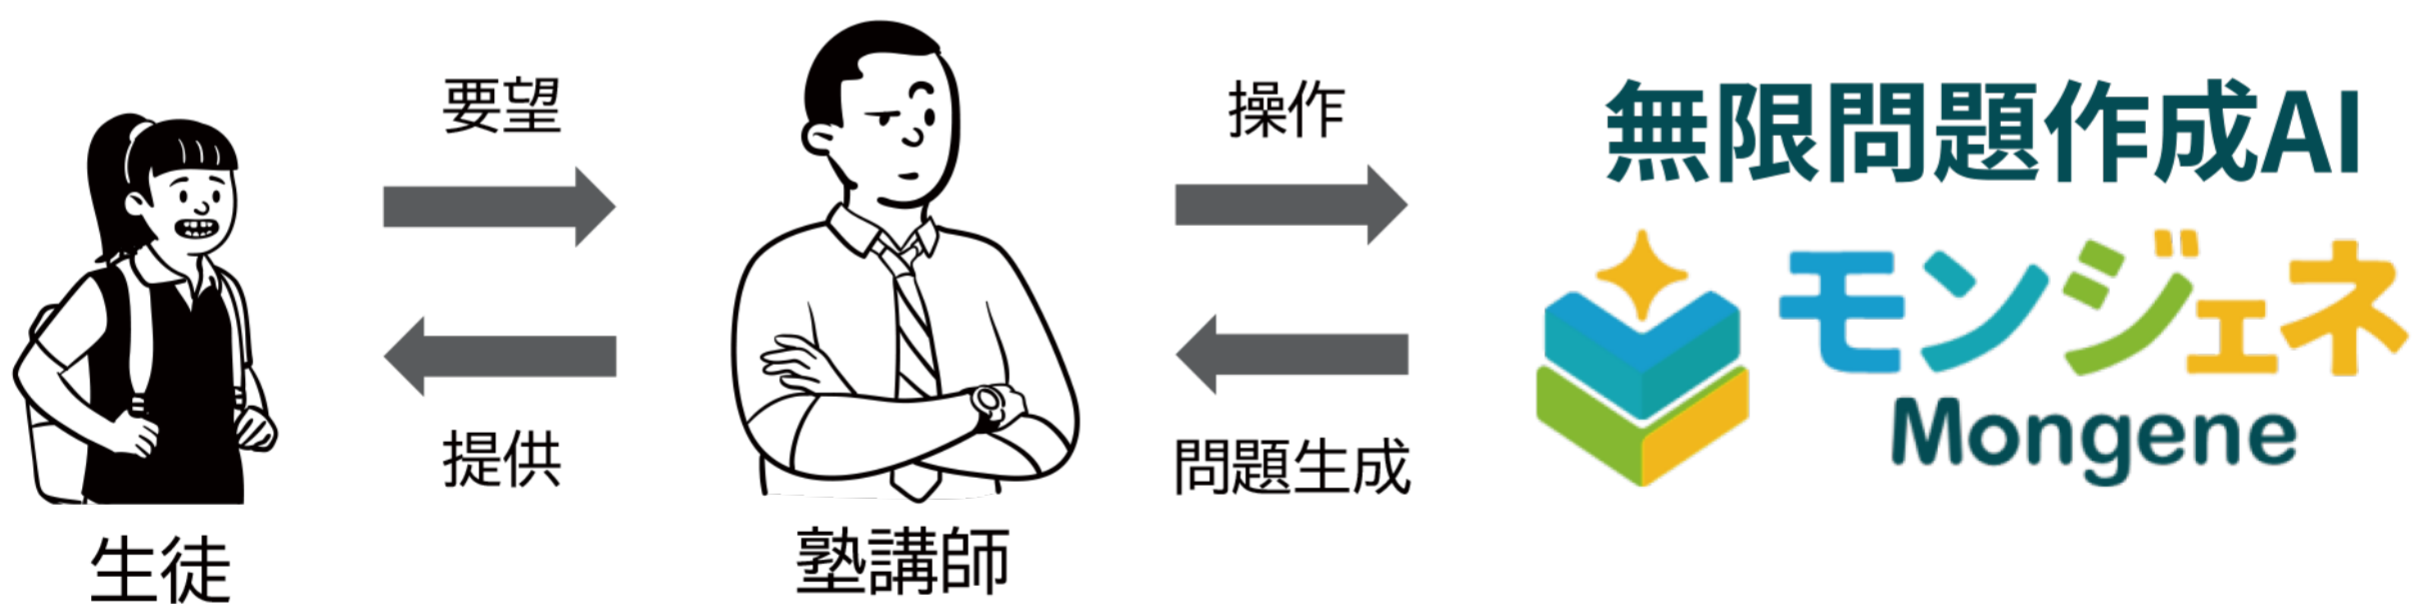 要望
提供
生徒
塾講師
操作
問題生成
無限問題作成AI
モンジェネ
Mongene